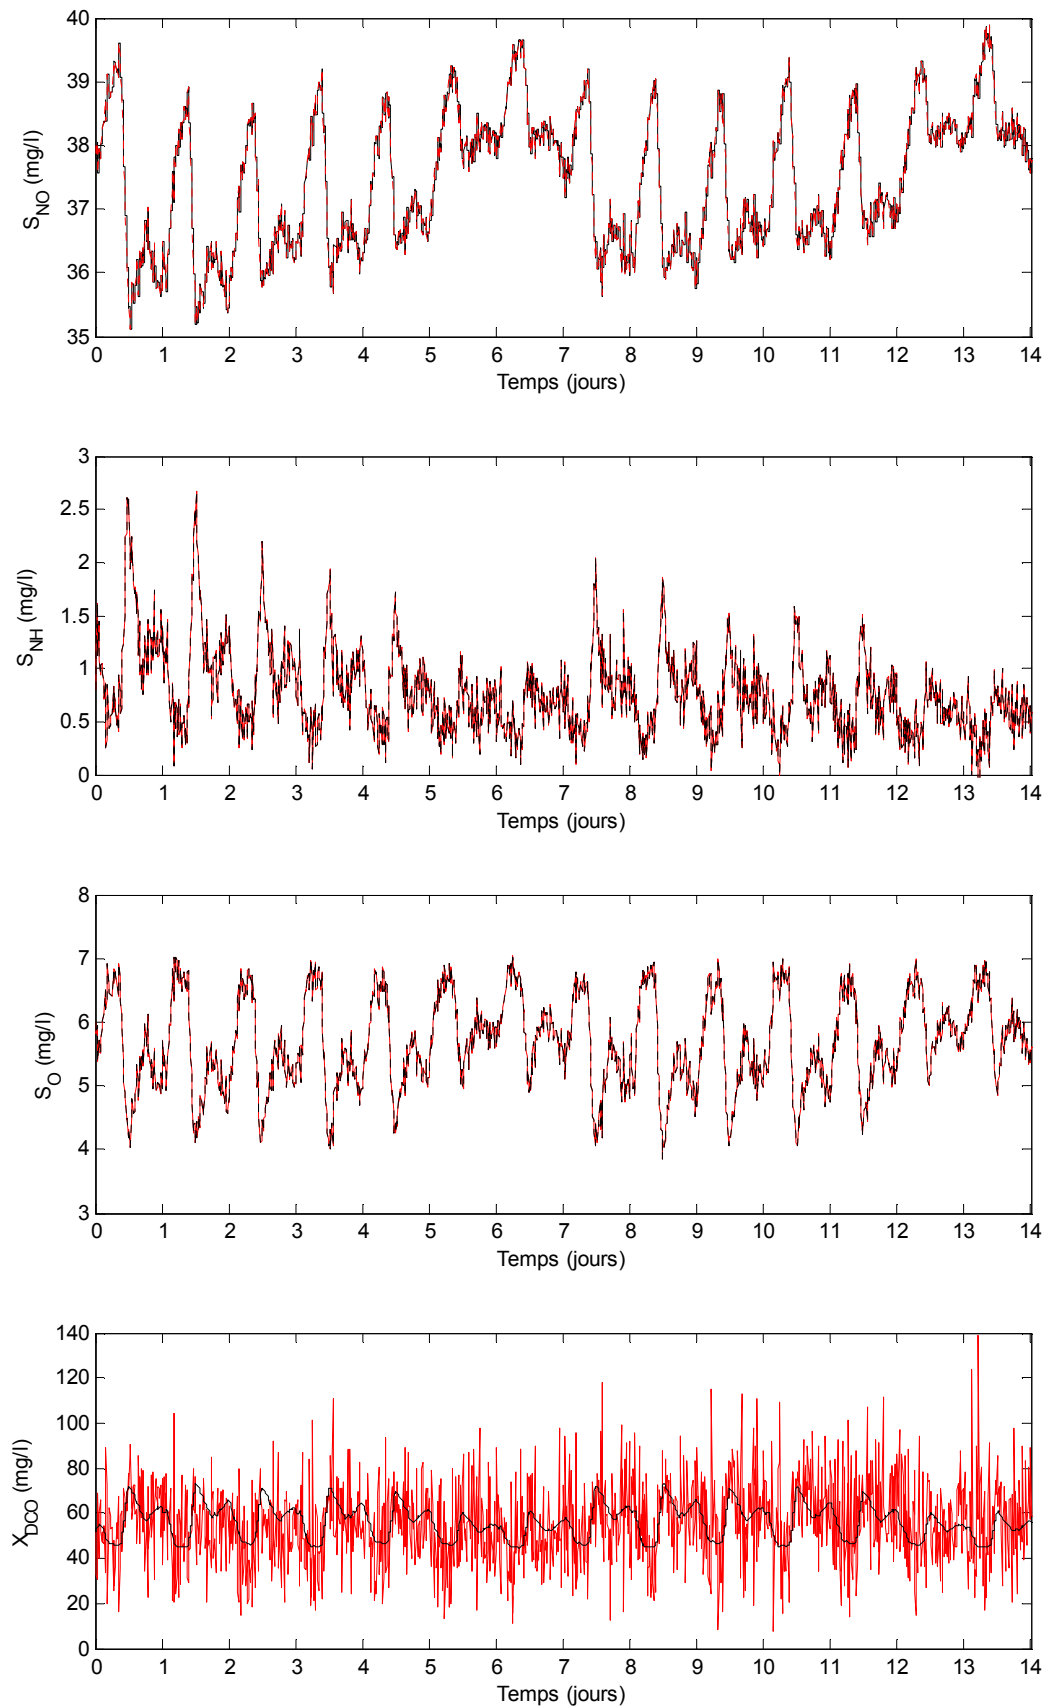 40
39
38
37
36
35
S_NO (mg/l)
0 1 2 3 4 5 6 7 8 9 10 11 12 13 14
Temps (jours)
3
2.5
2
1.5
1
0.5
0
S_NH (mg/l)
0 1 2 3 4 5 6 7 8 9 10 11 12 13 14
Temps (jours)
8
7
6
5
4
3
S_O (mg/l)
0 1 2 3 4 5 6 7 8 9 10 11 12 13 14
Temps (jours)
140
120
100
80
60
40
20
0
X_DCO (mg/l)
0 1 2 3 4 5 6 7 8 9 10 11 12 13 14
Temps (jours)